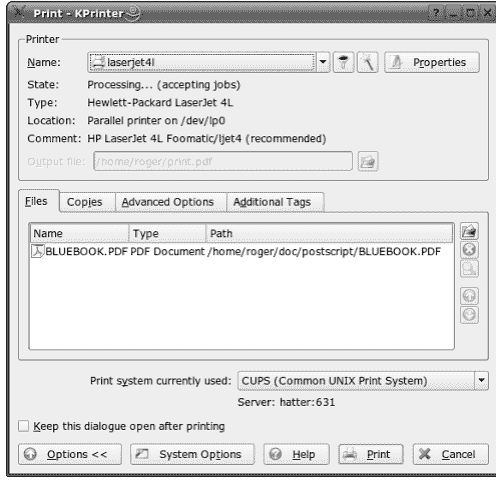 Print - KPrinter
Printer
Name: laserjet4l Properties
State: Processing... (accepting jobs)
Type: Hewlett-Packard LaserJet 4L
Location: Parallel printer on /dev/lp0
Comment: HP LaserJet 4L Foomatic/ljet4 (recommended)
Output file: /home/roger/print.pdf
Files Copies Advanced Options Additional Tags
Name Type Path
BLUEBOOK.PDF PDF Document /home/roger/doc/postscript/BLUEBOOK.PDF
Print system currently used: CUPS (Common UNIX Print System)
Server: hatter:631
Keep this dialogue open after printing
Options << System Options Help Print Cancel